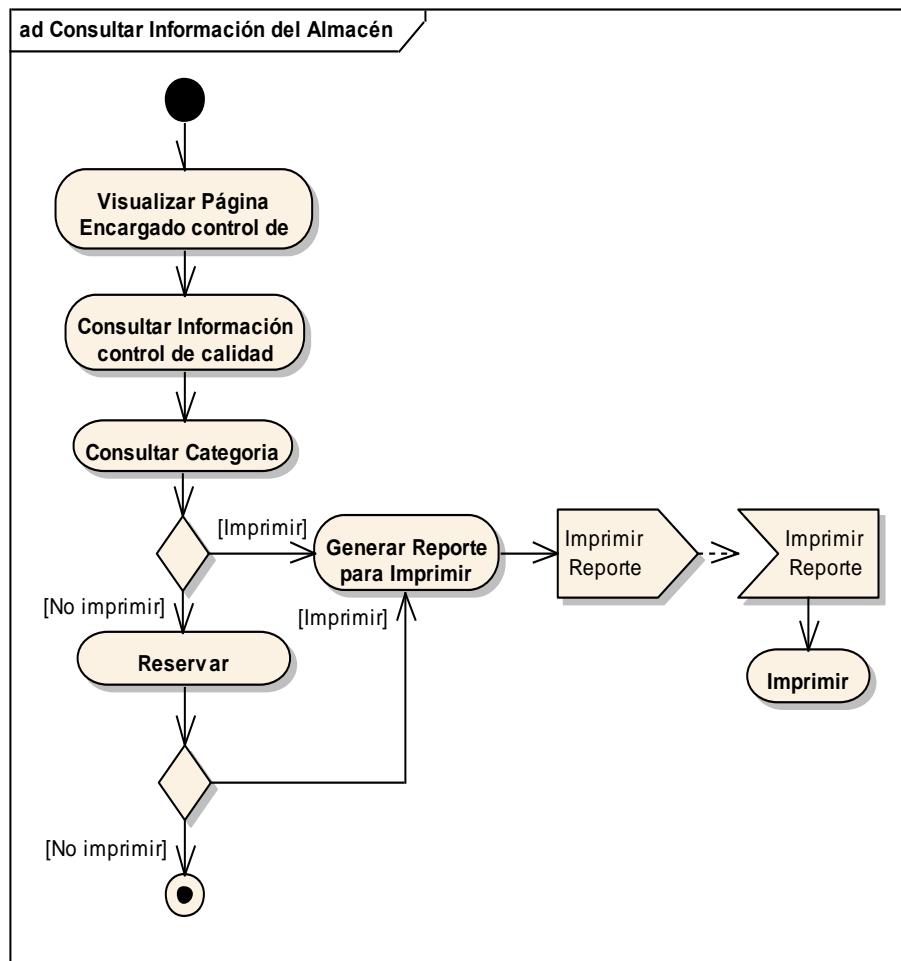 ad Consultar Información del Almacén
Visualizar Página
Encargado control de
Consultar Información
control de calidad
Consultar Categoria
[Imprimir]
Generar Reporte
para Imprimir
Imprimir
Reporte
Imprimir
Reporte
[No imprimir]
[Imprimir]
Reservar
Imprimir
[No imprimir]